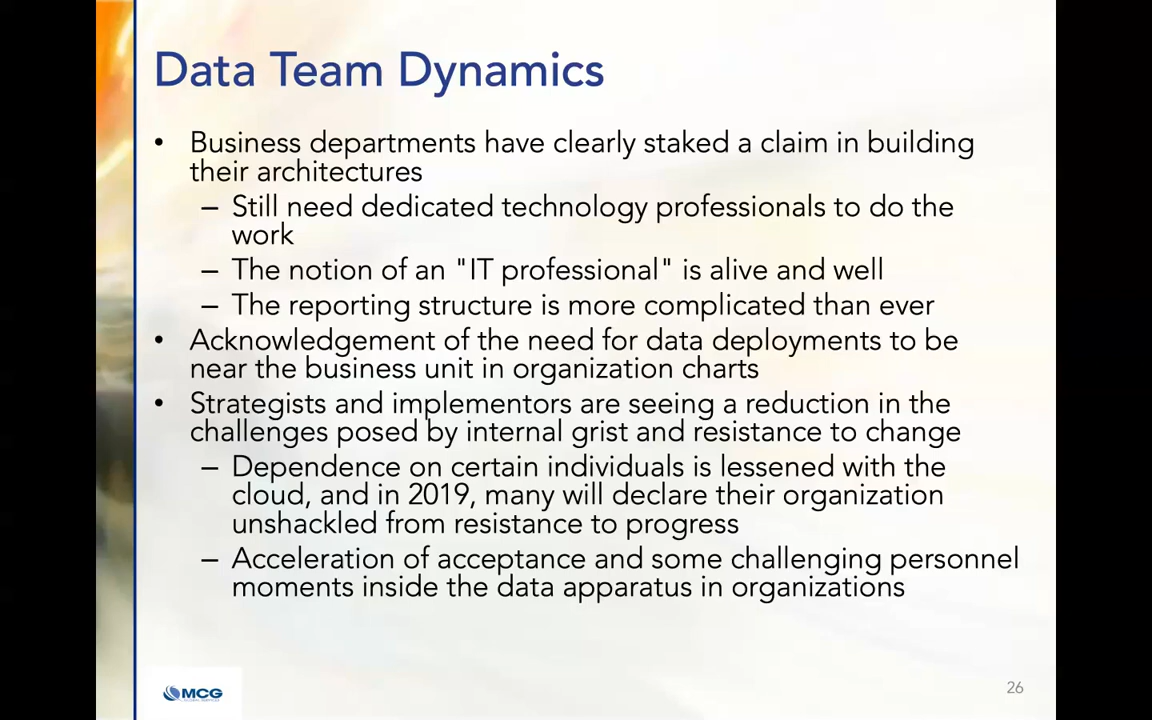 Data Team Dynamics
• Business departments have clearly staked a claim in building
their architectures
– Still need dedicated technology professionals to do the
work
– The notion of an "IT professional" is alive and well
– The reporting structure is more complicated than ever
• Acknowledgement of the need for data deployments to be
near the business unit in organization charts
• Strategists and implementors are seeing a reduction in the
challenges posed by internal grist and resistance to change
– Dependence on certain individuals is lessened with the
cloud, and in 2019, many will declare their organization
unshackled from resistance to progress
– Acceleration of acceptance and some challenging personnel
moments inside the data apparatus in organizations
MCG
26